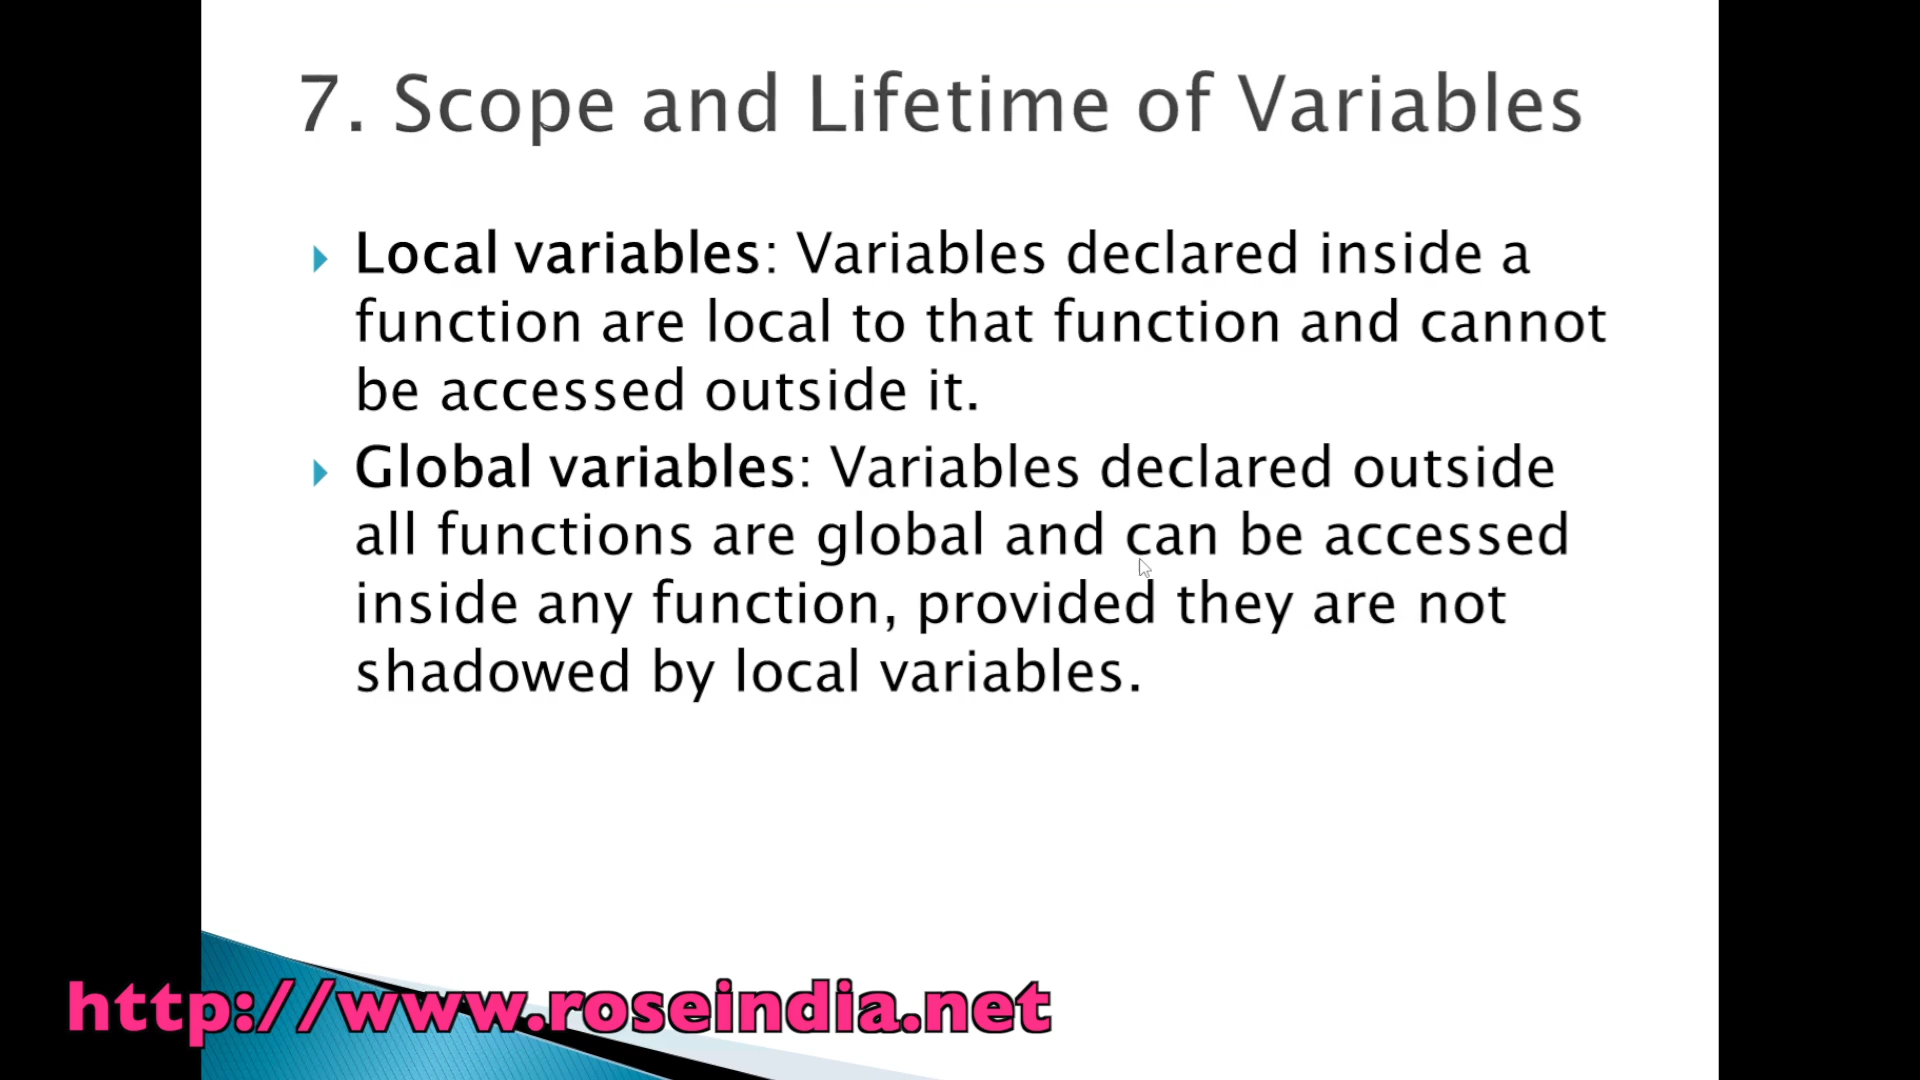 7. Scope and Lifetime of Variables
Local variables: Variables declared inside a
function are local to that function and cannot
be accessed outside it.
Global variables: Variables declared outside
all functions are global and can be accessed
inside any function, provided they are not
shadowed by local variables.
http://www.roseindia.net